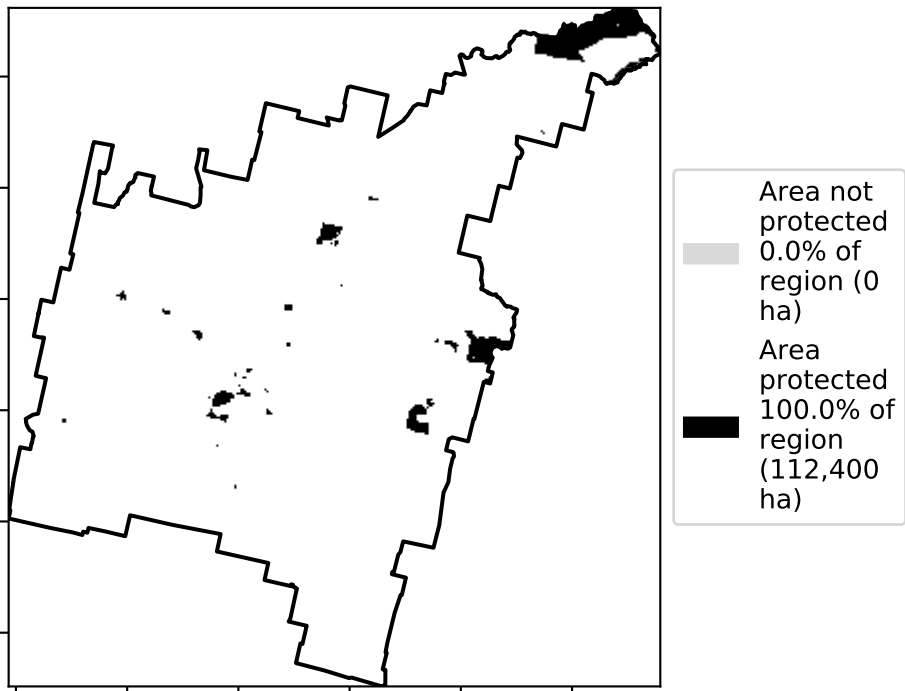 Area not
protected
0.0% of
region (0
ha)
Area
protected
100.0% of
region
(112,400
ha)